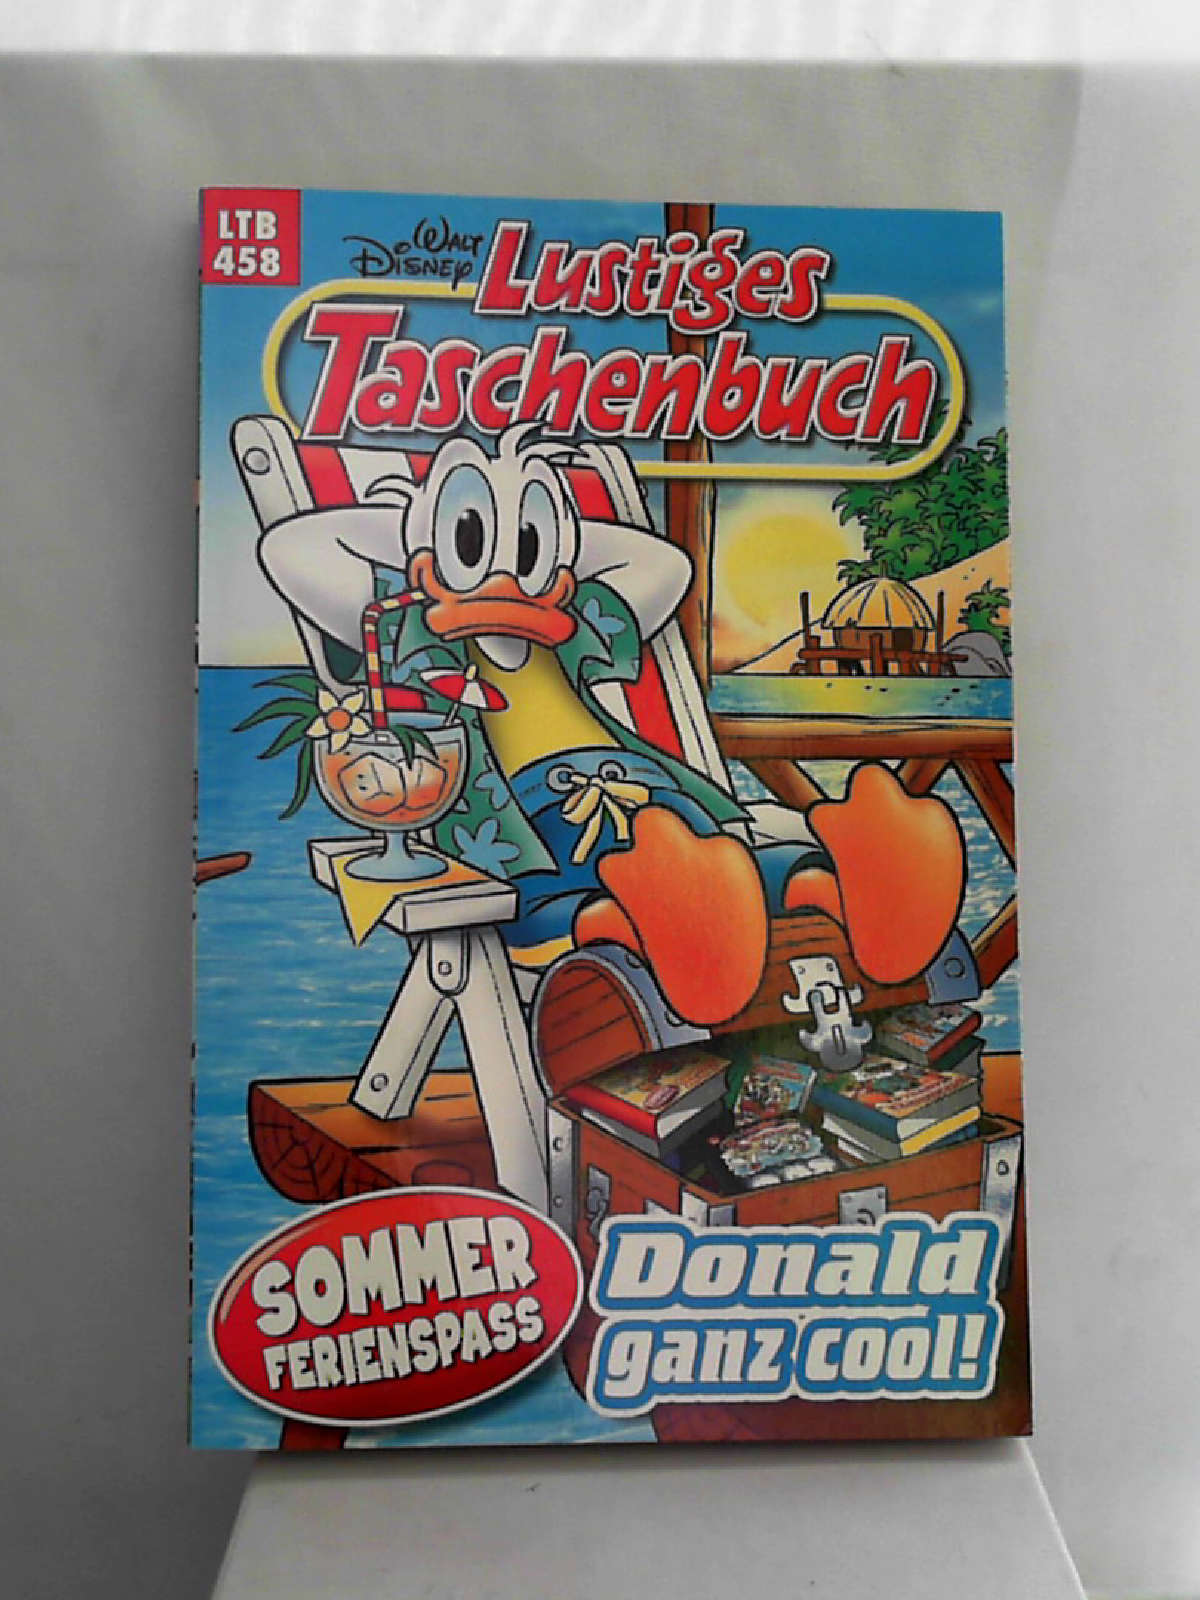 LTB
458
WALT
DISNEY
Lustiges
Taschenbuch
SOMMER
FERIENSPASS
Donald
ganz cool!